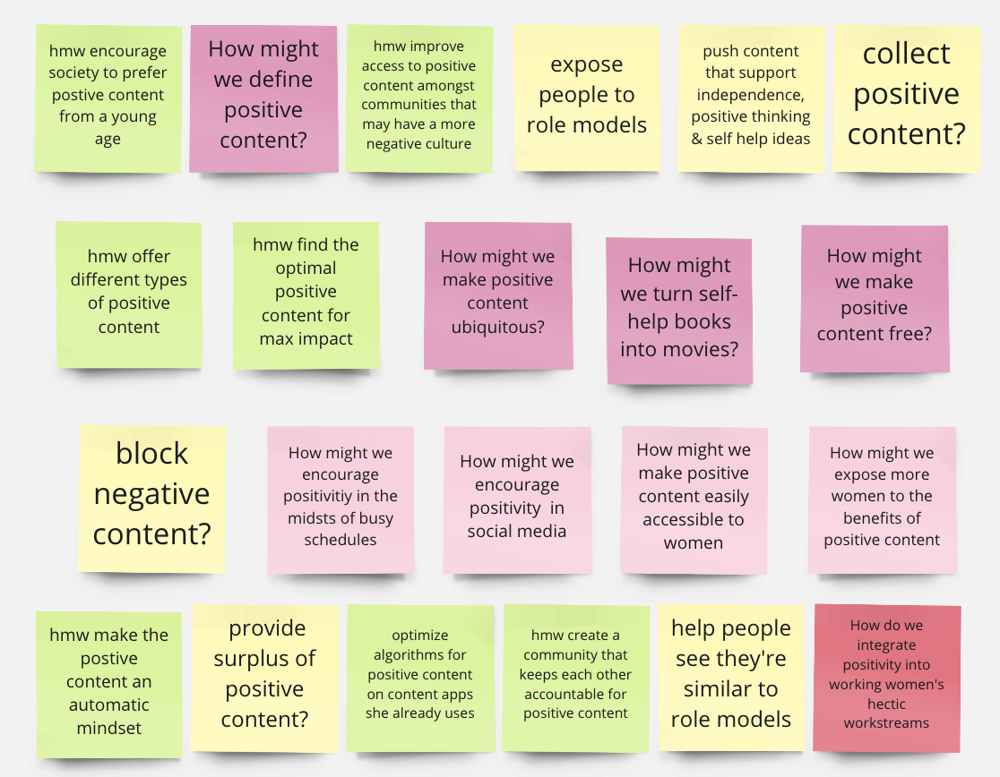 hmw encourage
society to prefer
postive content
from a young
age
How might
we define
positive
content?
hmw improve
access to positive
content amongst
communities that
may have a more
negative culture
expose
people to
role models
push content
that support
independence,
positive thinking
& self help ideas
collect
positive
content?
hmw offer
different types
of positive
content
hmw find the
optimal
positive
content for
max impact
How might we
make positive
content
ubiquitous?
How might
we turn self-
help books
into movies?
How might
we make
positive
content free?
block
negative
content?
How might we
encourage
positivitiy in the
midsts of busy
schedules
How might we
encourage
positivity in
social media
How might we
make positive
content easily
accessible to
women
How might we
expose more
women to the
benefits of
positive content
hmw make the
postive
content an
automatic
mindset
provide
surplus of
positive
content?
optimize
algorithms for
positive content
on content apps
she already uses
hmw create a
community that
keeps each other
accountable for
positive content
help people
see they're
similar to
role models
How do we
integrate
positivity into
working women's
hectic
workstreams